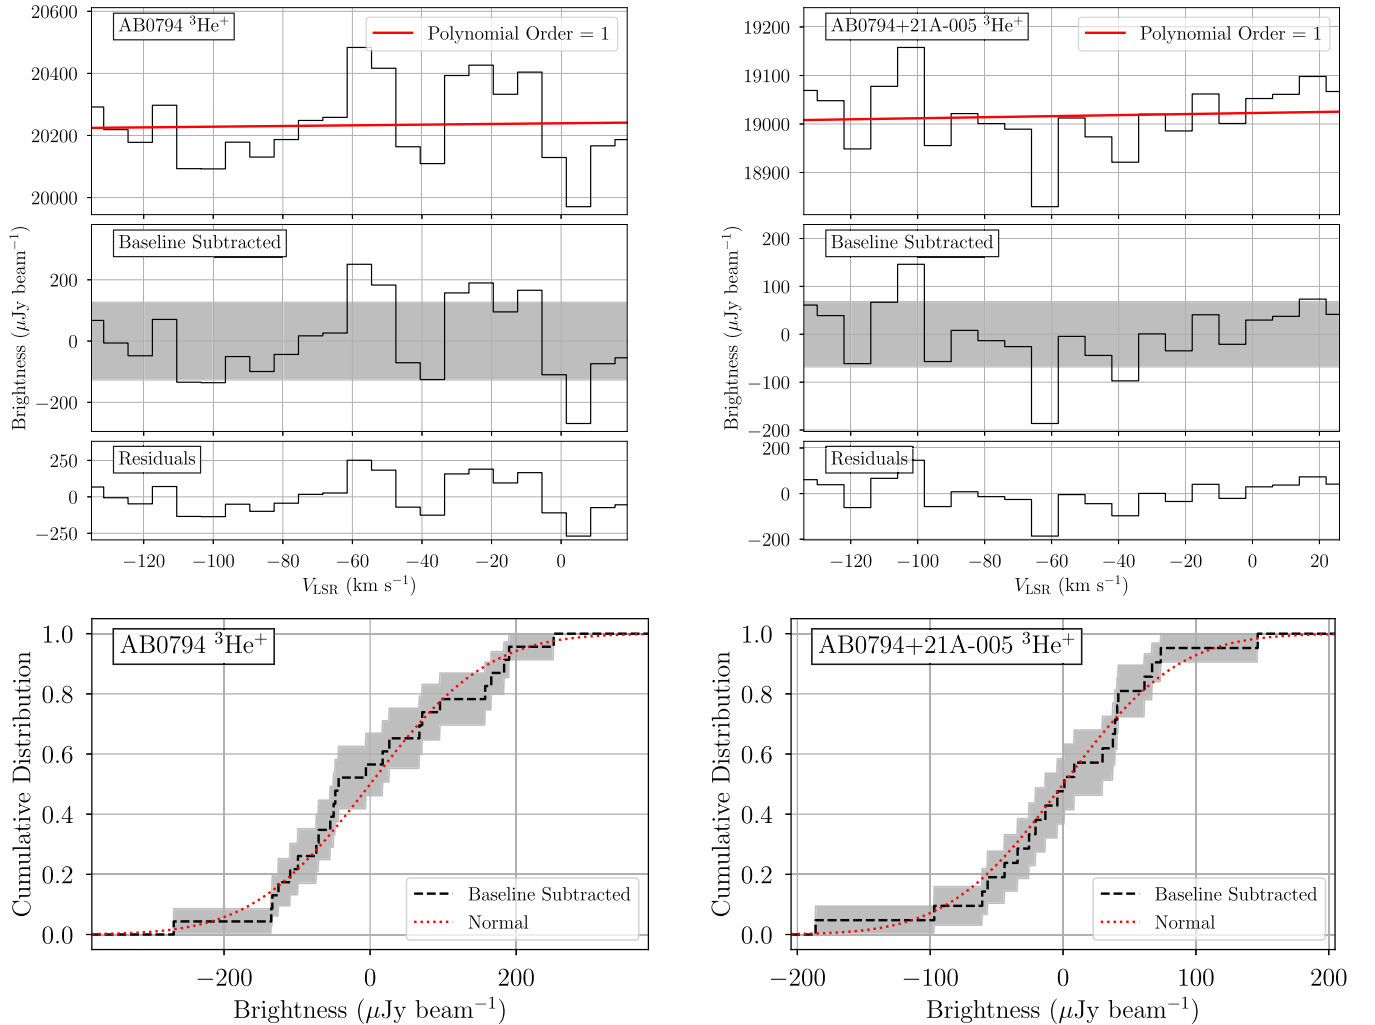 AB0794 ³He⁺
Polynomial Order = 1
20600
20400
20200
20000
Baseline Subtracted
200
0
−200
Brightness (μJy beam⁻¹)
Residuals
250
0
−250
−120 −100 −80 −60 −40 −20 0
V_LSR (km s⁻¹)
AB0794+21A-005 ³He⁺
Polynomial Order = 1
19200
19100
19000
18900
Baseline Subtracted
200
100
0
−100
−200
Brightness (μJy beam⁻¹)
Residuals
200
0
−200
−120 −100 −80 −60 −40 −20 0 20
V_LSR (km s⁻¹)
AB0794 ³He⁺
1.0
0.8
0.6
0.4
0.2
0.0
Cumulative Distribution
Baseline Subtracted
Normal
−200 0 200
Brightness (μJy beam⁻¹)
AB0794+21A-005 ³He⁺
1.0
0.8
0.6
0.4
0.2
0.0
Cumulative Distribution
Baseline Subtracted
Normal
−200 −100 0 100 200
Brightness (μJy beam⁻¹)